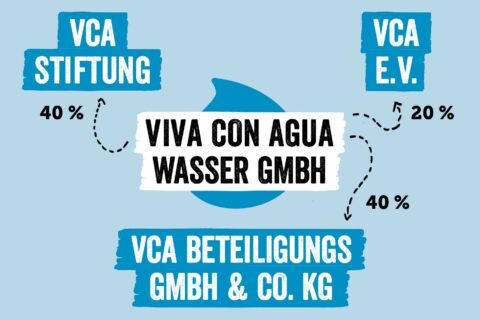 VCA
STIFTUNG
VCA
E.V.
40 %
20 %
VIVA CON AGUA
WASSER GMBH
40 %
VCA BETEILIGUNGS
GMBH & CO. KG